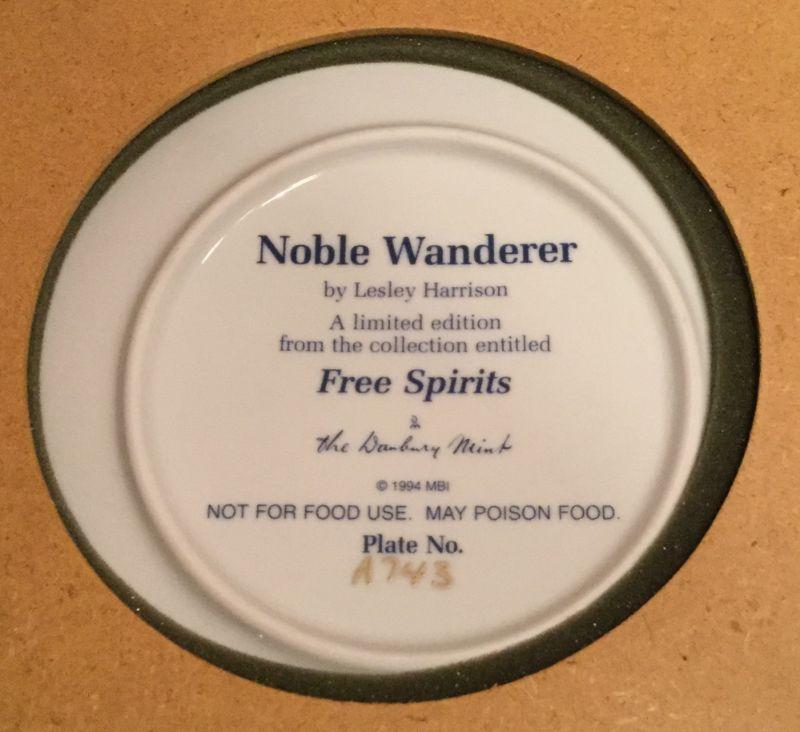 Noble Wanderer
by Lesley Harrison
A limited edition
from the collection entitled
Free Spirits
the Danbury Mint
© 1994 MBI
NOT FOR FOOD USE. MAY POISON FOOD.
Plate No.
A743